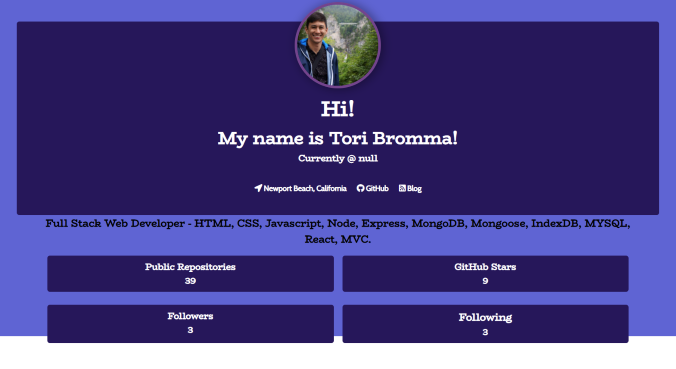 Hi!
My name is Tori Bromma!
Currently @ null
Newport Beach, California GitHub Blog
Full Stack Web Developer - HTML, CSS, Javascript, Node, Express, MongoDB, Mongoose, IndexDB, MYSQL,
React, MVC.
Public Repositories GitHub Stars
39 9
Followers Following
3 3